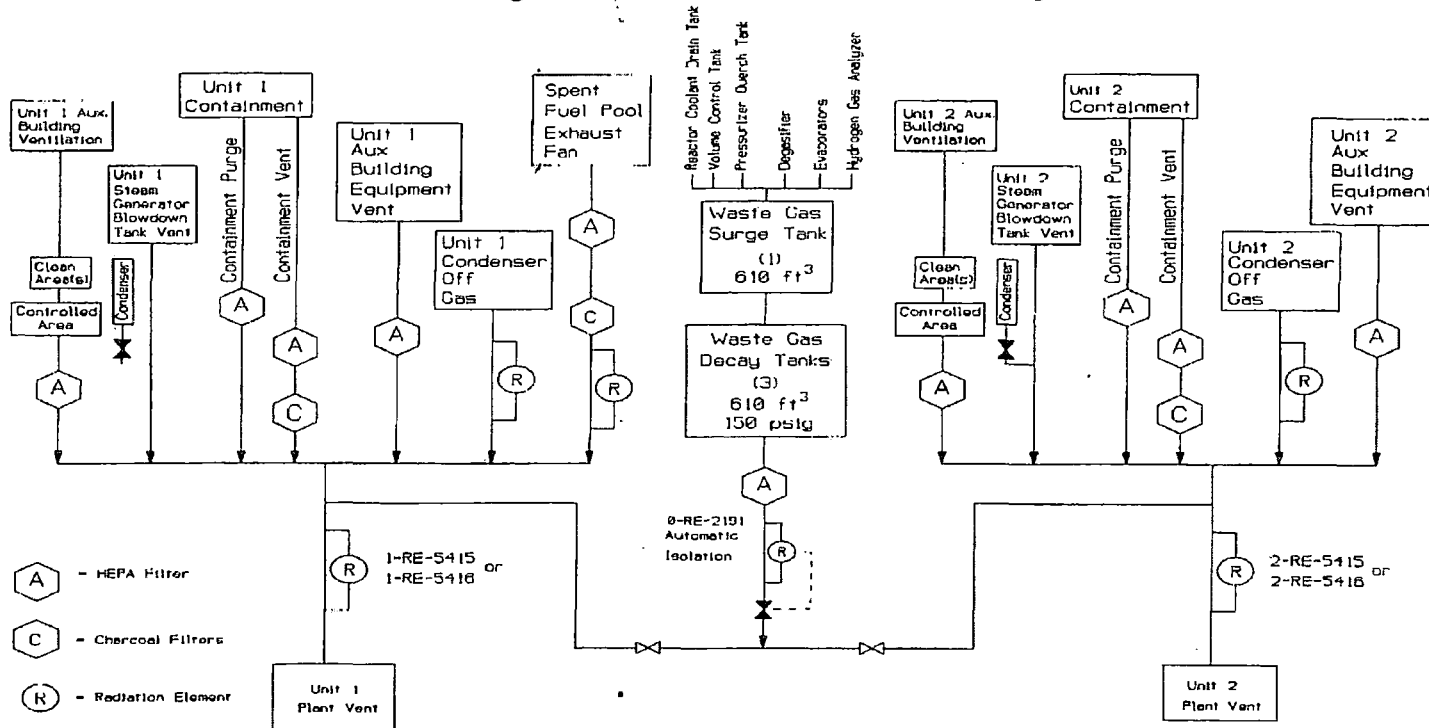 Reactor Coolant Drain Tank
Volume Control Tank
Pressurizer Quench Tank
Degasifier
Evaporators
Hydrogen Gas Analyzer
Unit 1 Aux.
Building
Ventilation
Unit 1
Steam
Generator
Blowdown
Tank Vent
Clean
Area(s)
Controlled
Area
Condenser
A
Unit 1
Containment
Containment Purge
Containment Vent
A
A
C
Unit 1
Aux
Building
Equipment
Vent
A
Unit 1
Condenser
Off
Gas
R
Spent
Fuel Pool
Exhaust
Fan
A
C
R
Waste Gas
Surge Tank
(1)
610 ft³
Waste Gas
Decay Tanks
(3)
610 ft³
150 psig
A
0-RE-2191
Automatic
Isolation
R
Unit 2 Aux.
Building
Ventilation
Unit 2
Steam
Generator
Blowdown
Tank Vent
Clean
Area(s)
Controlled
Area
Condenser
A
Unit 2
Containment
Containment Purge
Containment Vent
A
A
C
Unit 2
Condenser
Off
Gas
R
Unit 2
Aux
Building
Equipment
Vent
A
R
1-RE-5415 or
1-RE-5416
R
2-RE-5415 or
2-RE-5416
A - HEPA Filter
C - Charcoal Filters
R - Radiation Element
Unit 1
Plant Vent
Unit 2
Plant Vent